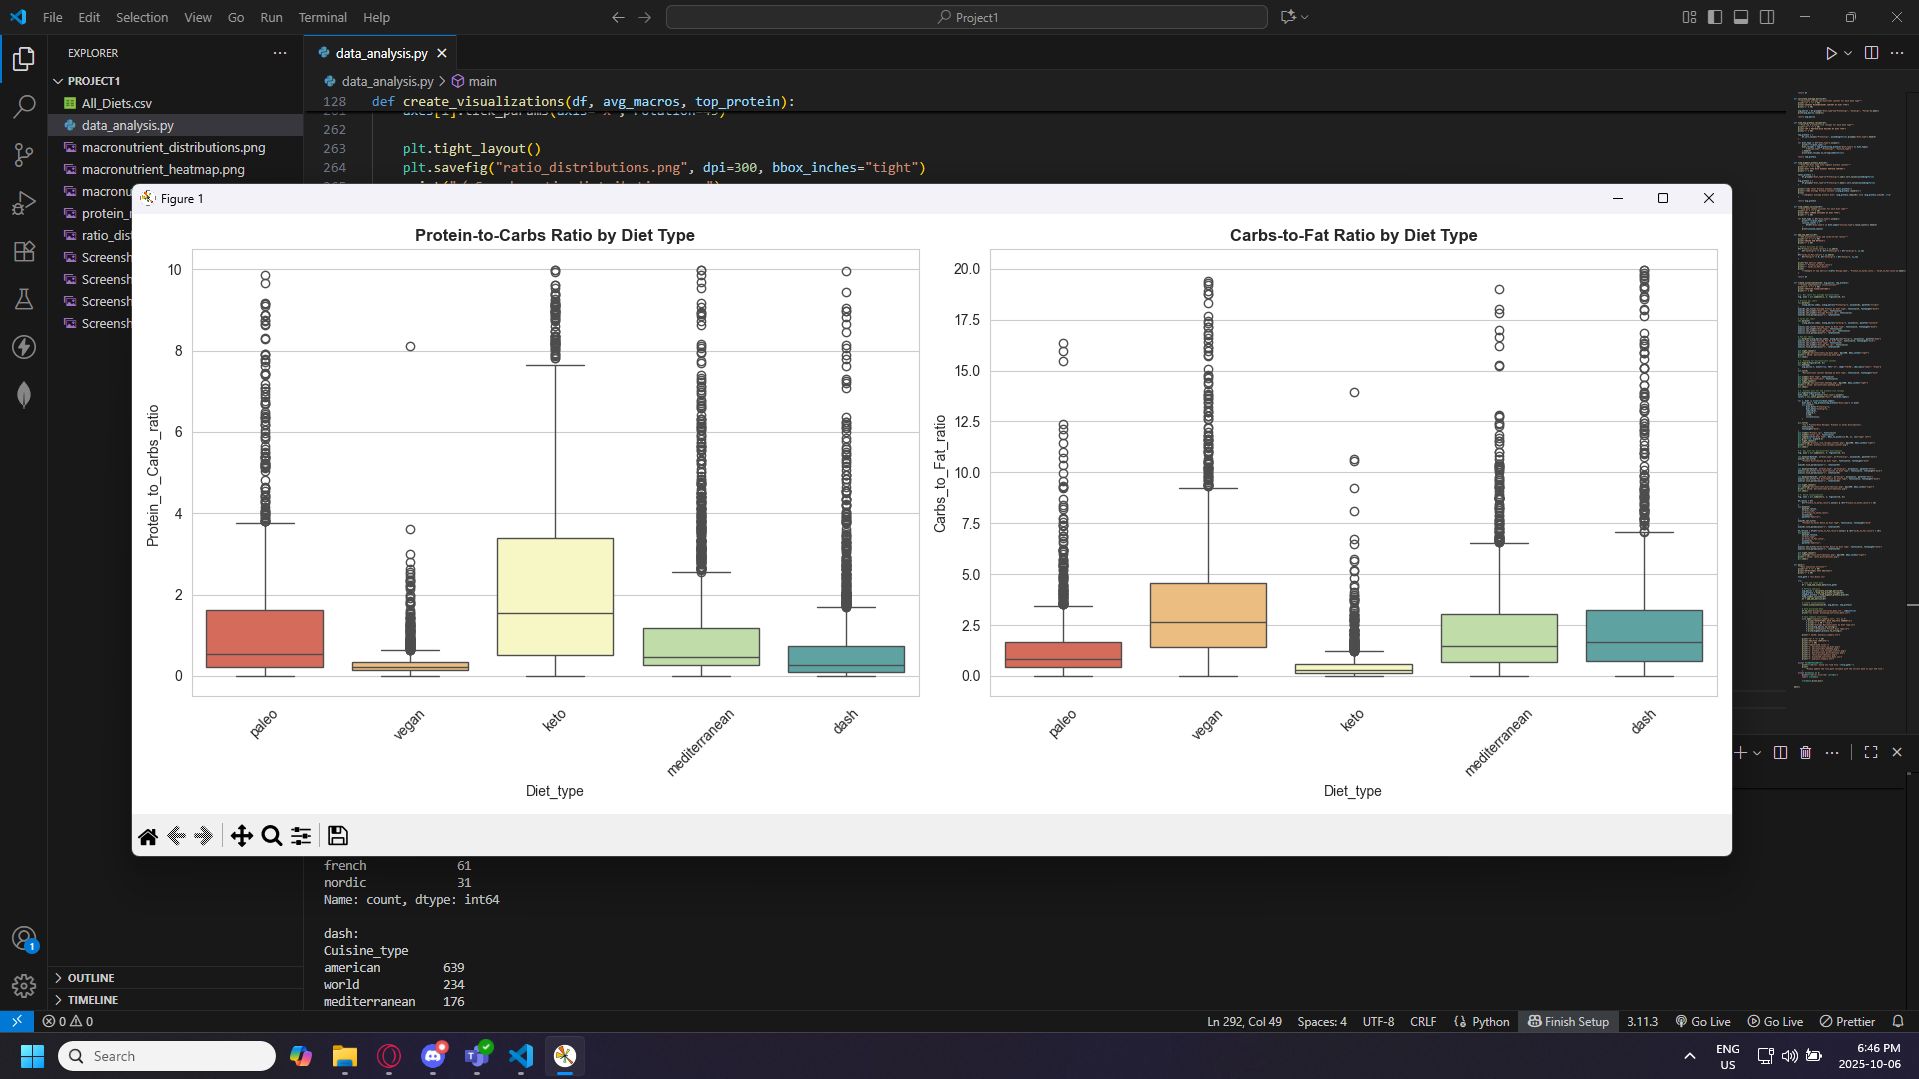 File Edit Selection View Go Run Terminal Help
Project1
EXPLORER
data_analysis.py
PROJECT1
data_analysis.py > main
All_Diets.csv
128 def create_visualizations(df, avg_macros, top_protein):
data_analysis.py
262
macronutrient_distributions.png
263 plt.tight_layout()
macronutrient_heatmap.png
264 plt.savefig("ratio_distributions.png", dpi=300, bbox_inches="tight")
macronu
protein_r
ratio_dist
Screensh
Screensh
Screensh
Screensh
Figure 1
Protein-to-Carbs Ratio by Diet Type
10
8
6
4
2
0
Protein_to_Carbs_ratio
paleo
vegan
keto
mediterranean
dash
Diet_type
Carbs-to-Fat Ratio by Diet Type
20.0
17.5
15.0
12.5
10.0
7.5
5.0
2.5
0.0
Carbs_to_Fat_ratio
paleo
vegan
keto
mediterranean
dash
Diet_type
french 61
nordic 31
Name: count, dtype: int64
dash:
Cuisine_type
american 639
world 234
mediterranean 176
OUTLINE
TIMELINE
1
0 0
Ln 292, Col 49 Spaces: 4 UTF-8 CRLF Python Finish Setup 3.11.3 Go Live Go Live Prettier
Search
ENG
US
6:46 PM
2025-10-06